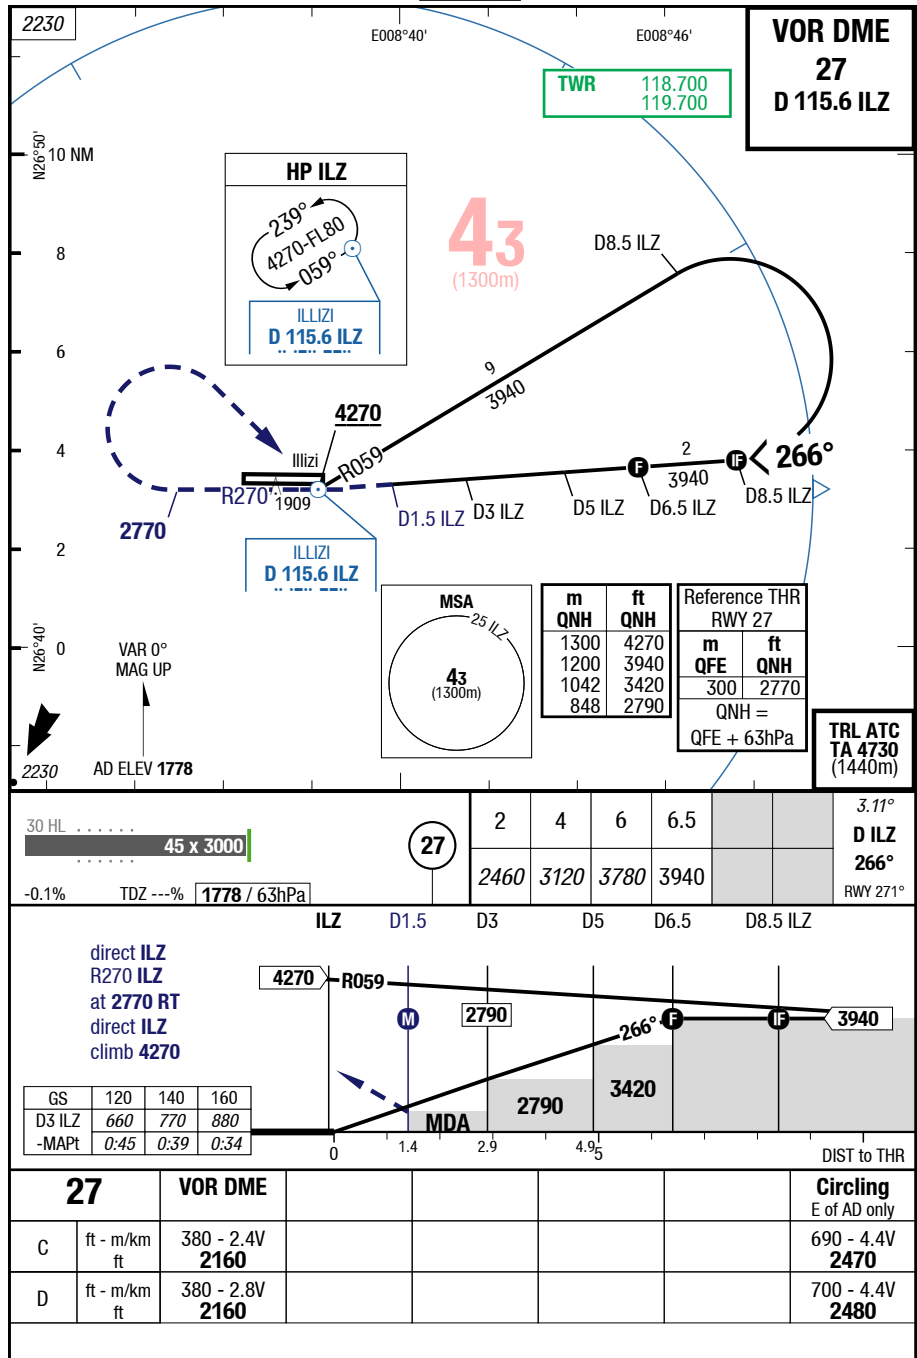 2230
E008°40'
E008°46'
VOR DME
27
D 115.6 ILZ
TWR 118.700
119.700
N26°50'
10 NM
HP ILZ
239°
4270-FL80
059°
ILLIZI
D 115.6 ILZ
43
(1300m)
D8.5 ILZ
8
6
9
3940
4270
4
Illizi
R059
2
3940
266°
R270
1909
2770
D1.5 ILZ
D3 ILZ
D5 ILZ
D6.5 ILZ
D8.5 ILZ
2
ILLIZI
D 115.6 ILZ
N26°40'
0
VAR 0°
MAG UP
2230
AD ELEV 1778
MSA
25 ILZ
43
(1300m)
m ft
QNH QNH
1300 4270
1200 3940
1042 3420
848 2790
Reference THR
RWY 27
m ft
QFE QNH
300 2770
QNH =
QFE + 63hPa
TRL ATC
TA 4730
(1440m)
30 HL
45 x 3000
-0.1% TDZ ---% 1778 / 63hPa
27
2 4 6 6.5
2460 3120 3780 3940
3.11°
D ILZ
266°
RWY 271°
ILZ D1.5 D3 D5 D6.5 D8.5 ILZ
direct ILZ
R270 ILZ
at 2770 RT
direct ILZ
climb 4270
4270
R059
M
2790
266°
F
IF
3940
MDA
2790
3420
GS 120 140 160
D3 ILZ 660 770 880
-MAPt 0:45 0:39 0:34
0 1.4 2.9 4.9 5 DIST to THR
27 VOR DME Circling
E of AD only
C ft - m/km 380 - 2.4V 690 - 4.4V
ft 2160 2470
D ft - m/km 380 - 2.8V 700 - 4.4V
ft 2160 2480